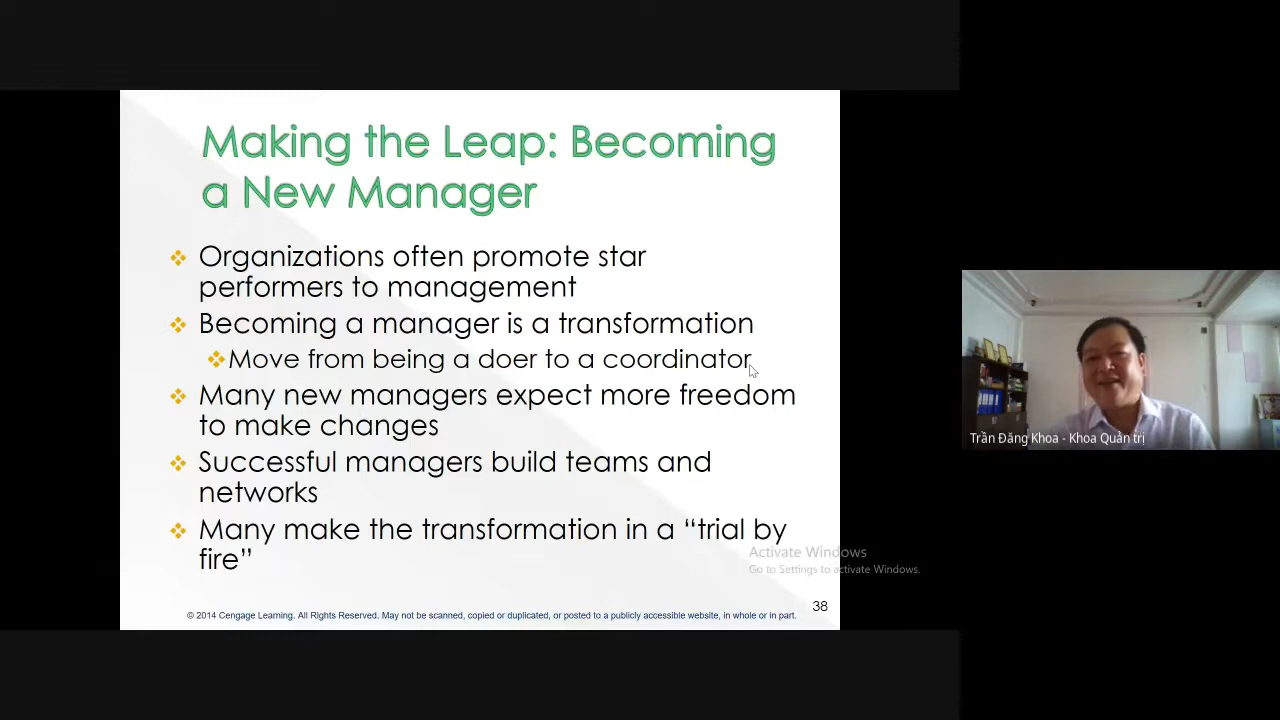 Making the Leap: Becoming
a New Manager
Organizations often promote star
performers to management
Becoming a manager is a transformation
Move from being a doer to a coordinator
Many new managers expect more freedom
to make changes
Successful managers build teams and
networks
Many make the transformation in a “trial by
fire”
Activate Windows
Go to Settings to activate Windows.
38
© 2014 Cengage Learning. All Rights Reserved. May not be scanned, copied or duplicated, or posted to a publicly accessible website, in whole or in part.
Trần Đăng Khoa - Khoa Quản trị